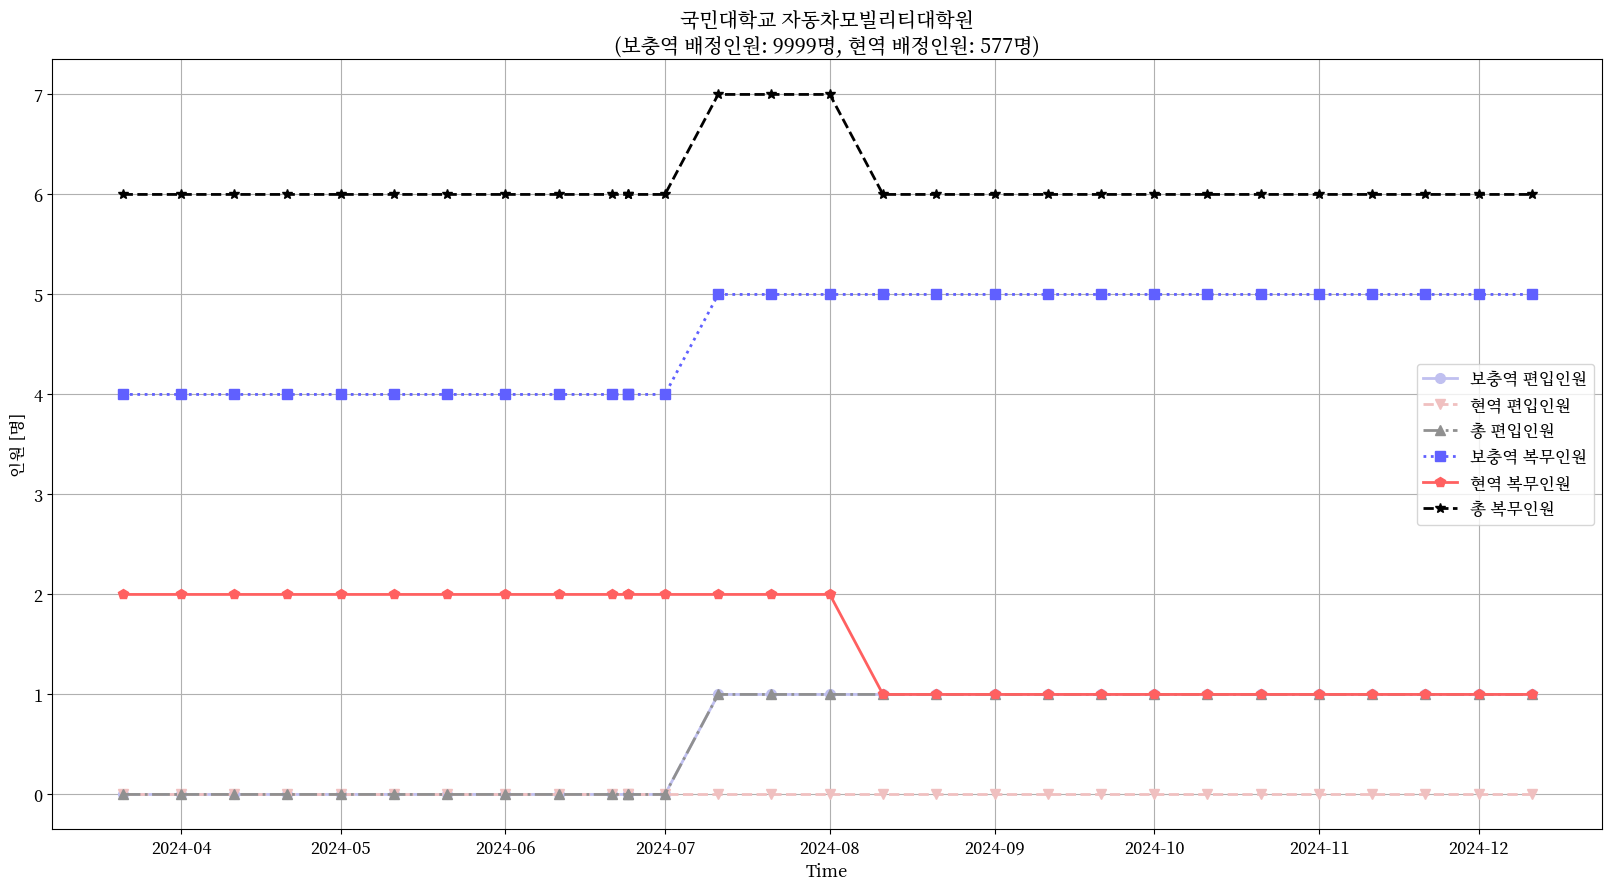 국민대학교 자동차모빌리티대학원
(보충역 배정인원: 9999명, 현역 배정인원: 577명)
인원 [명]
7
6
5
4
3
2
1
0
보충역 편입인원
현역 편입인원
총 편입인원
보충역 복무인원
현역 복무인원
총 복무인원
2024-04 2024-05 2024-06 2024-07 2024-08 2024-09 2024-10 2024-11 2024-12
Time